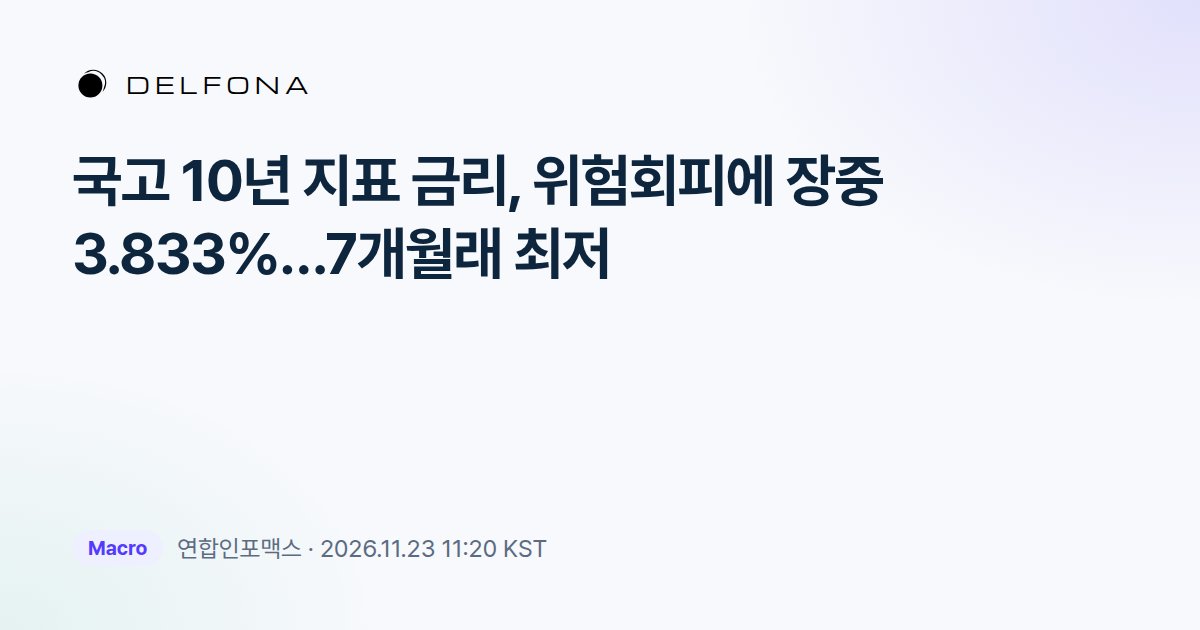 DELFONA
국고 10년 지표 금리, 위험회피에 장중
3.833%…7개월래 최저
Macro 연합인포맥스 · 2026.11.23 11:20 KST